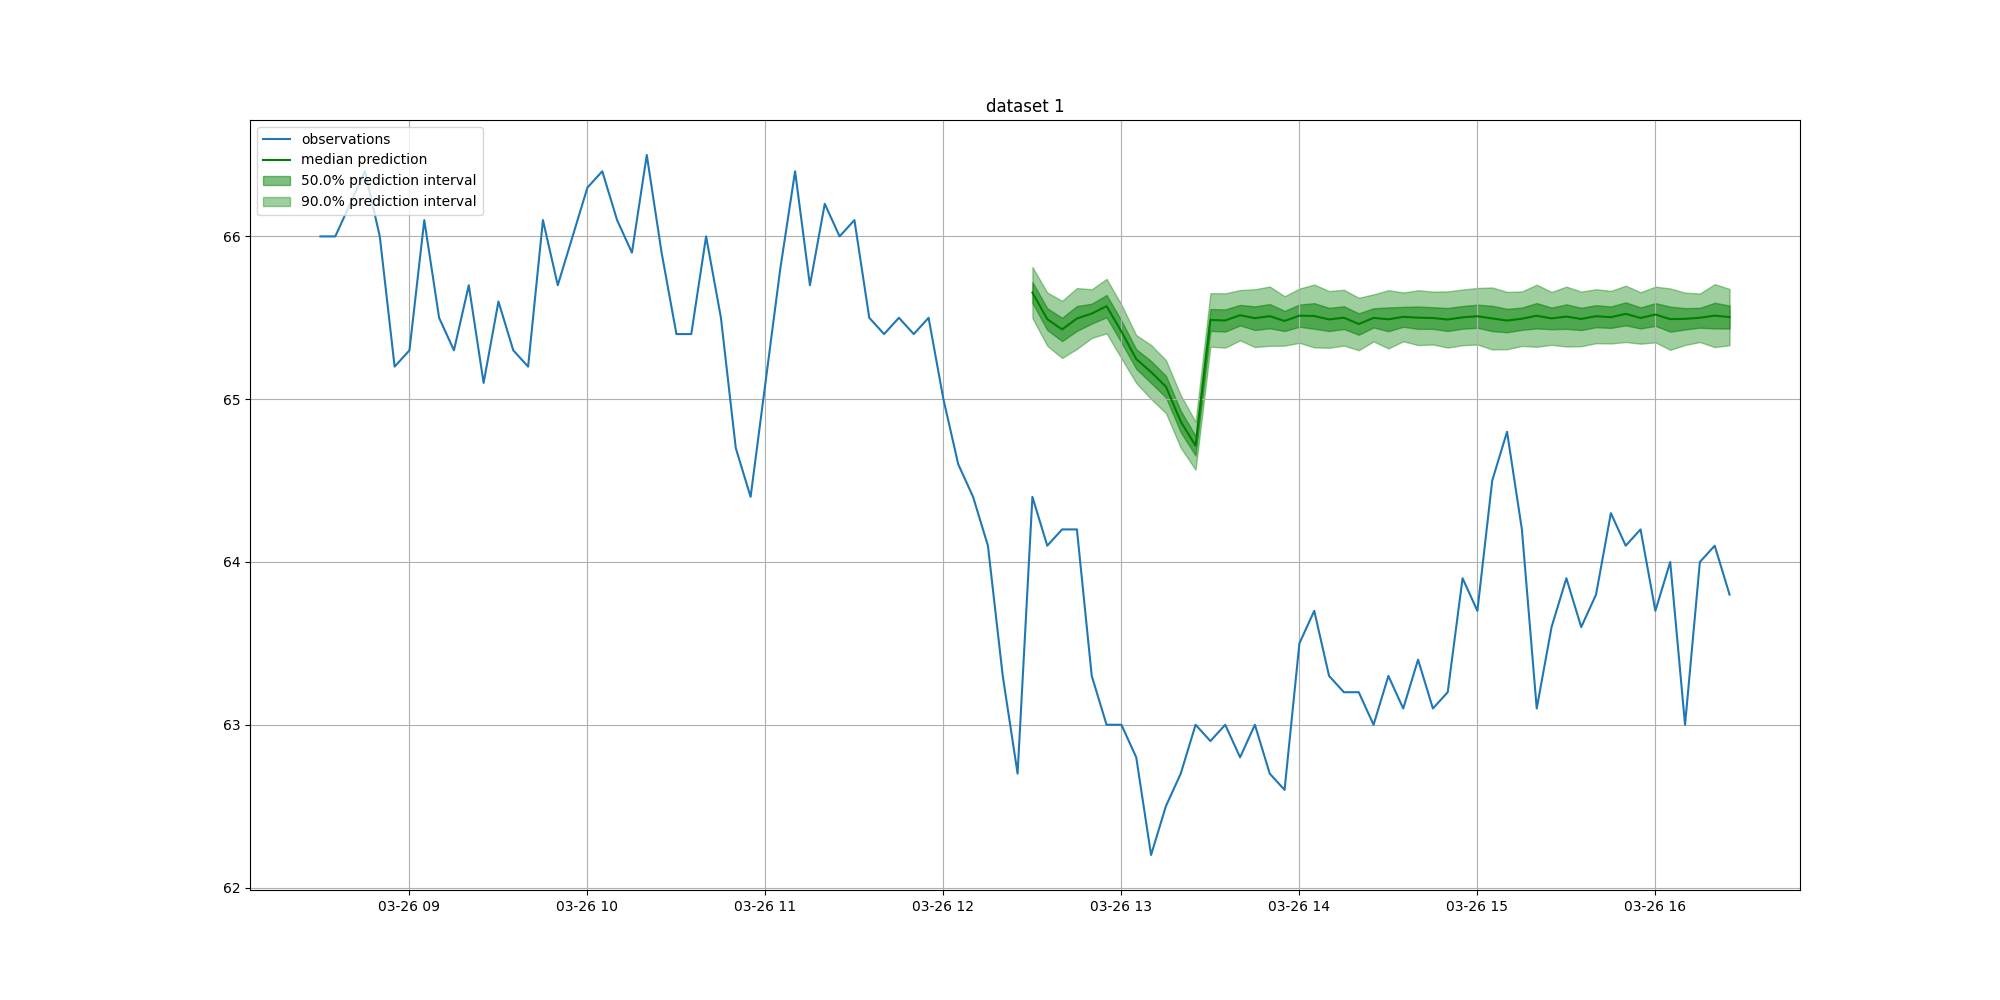 dataset 1
observations
median prediction
50.0% prediction interval
90.0% prediction interval
66
65
64
63
62
03-26 09 03-26 10 03-26 11 03-26 12 03-26 13 03-26 14 03-26 15 03-26 16